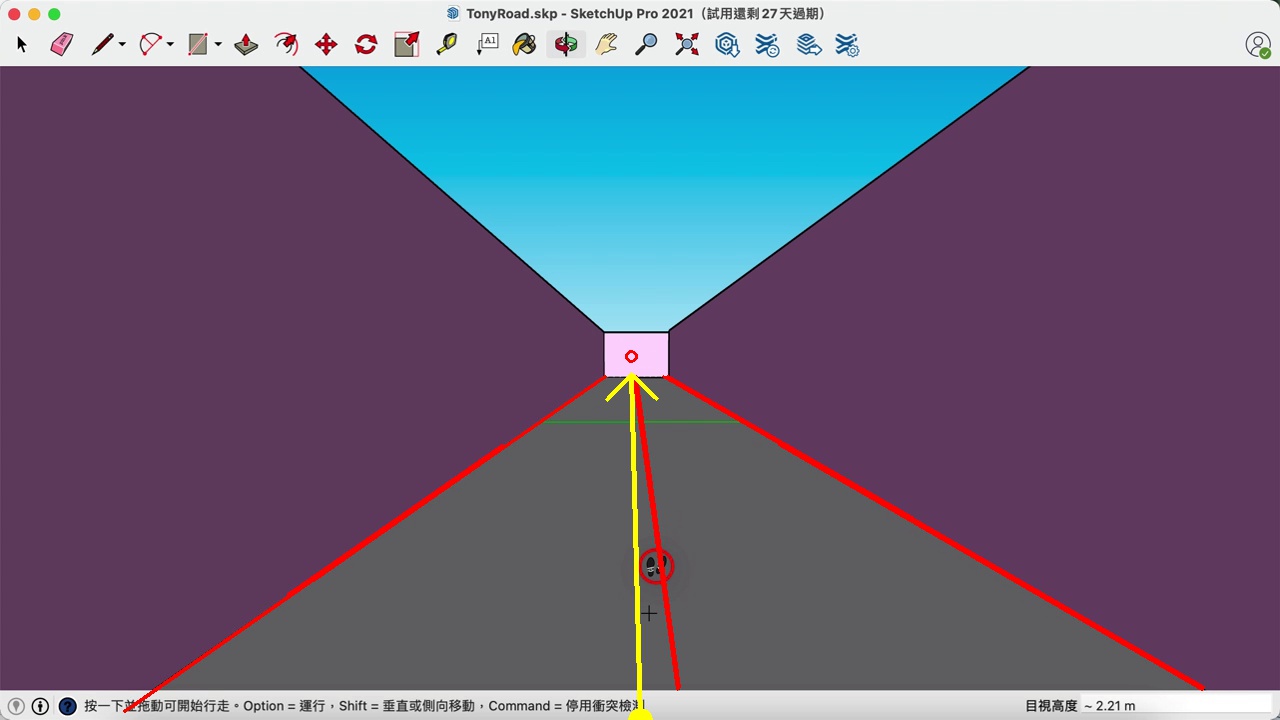 TonyRoad.skp - SketchUp Pro 2021（試用還剩 27 天過期）
A1
按一下並拖動可開始行走。Option = 運行，Shift = 垂直或側向移動，Command = 停用衝突檢測
目視高度 ~ 2.21 m